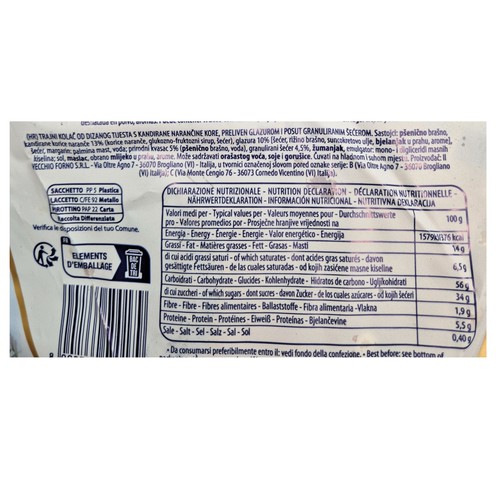 (HR) TRAJNI KOLAČ OD DIZANOG TIJESTA S KANDIRANE NARANČINE KORE, PRELIVEN GLAZUROM I POSUT GRANULIRANIM ŠEĆEROM. Sastojci: pšenično brašno,
kandirane korice naranče 13% (korice naranče, glukozno-fruktozni sirup, šećer), glazura 10% (šećer, rižino brašno, suncokretovo ulje, bjelanjak u prahu, arome),
šećer, margarin: palmina mast, voda; prirodni kvasac 5% (pšenično brašno, voda), granulirani šećer 4,5%, žumanjak, emulgator: mono- i digliceridi masnih
kiselina; sol, maslac, obrano mlijeko u prahu, arome. Može sadržavati orašastog voća, soje i gorušice. Čuvati na hladnom i suhom mjestu. Proizvođač: Il
VECCHIO FORNO S.R.L. - Via Oltre Agno 7 - 36070 Brogliano (VI) - Italija, u tvornici označenoj slovom pored oznake serije: B (Via Oltre Agno 7 - 36070 Brogliano
(VI) Italija); C (Via Monte Cengio 76 - 36073 Cornedo Vicentino (VI) Italija).
SACCHETTO PP 5 Plastica
LACCETTO C/FE 92 Metallo
PIROTTINO PAP 22 Carta
Raccolta Differenziata.
Verifica le disposizioni del tuo Comune.
ÉLÉMENTS
D'EMBALLAGE
BAC
DE
TRI
DICHIARAZIONE NUTRIZIONALE - NUTRITION DECLARATION - DÉCLARATION NUTRITIONNELLE -
NÄHRWERTDEKLARATION - INFORMACIÓN NUTRICIONAL - NUTRITIVNA DEKLARACIJA
Valori medi per - Typical values per - Valeurs moyennes pour - Durchschnittswerte
pro - Valores promedios por - Prosječne hranjive vrijednosti na 100 g
Energia - Energy - Énergie - Energie - Valor energético - Energija 1579kJ/376 kcal
Grassi - Fat - Matières grasses - Fett - Grasas - Masti 14 g
di cui acidi grassi saturi - of which saturates - dont acides gras saturés - davon
gesättigte Fettsäuren - de las cuales saturadas - od kojih zasićene masne kiseline 6,5 g
Carboidrati - Carbohydrate - Glucides - Kohlenhydrate - Hidratos de carbono - Ugljikohidrati 56 g
di cui zuccheri - of which sugars - dont sucres - davon Zucker - de los cuales azúcares - od kojih šećeri 34 g
Fibre - Fibre - Fibres alimentaires - Ballaststoffe - Fibra alimentaria - Vlakna 1,9 g
Proteine - Protein - Protéines - Eiweiß - Proteínas - Bjelančevine 5,5 g
Sale - Salt - Sel - Salz - Sal - Sol 0,40 g
• Da consumarsi preferibilmente entro il: vedi fondo della confezione. • Best before: see bottom of